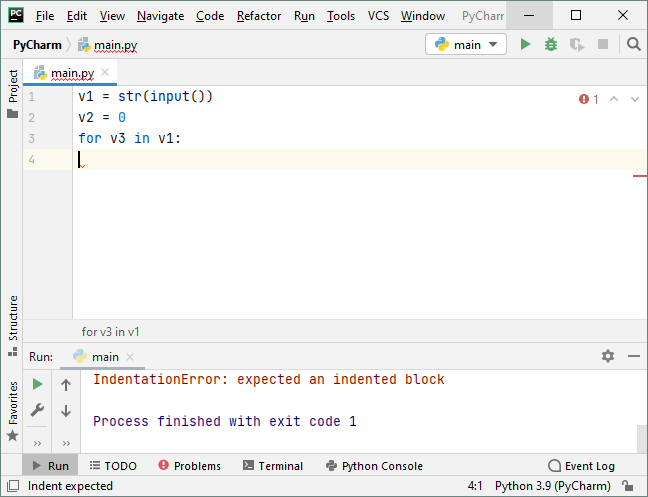 PC File Edit View Navigate Code Refactor Run Tools VCS Window PyCharm
PyCharm main.py main
Project
main.py
1 v1 = str(input()) 1
2 v2 = 0
3 for v3 in v1:
4
Structure
for v3 in v1
Run: main
Favorites
IndentationError: expected an indented block
Process finished with exit code 1
Run TODO Problems Terminal Python Console Event Log
Indent expected 4:1 Python 3.9 (PyCharm)